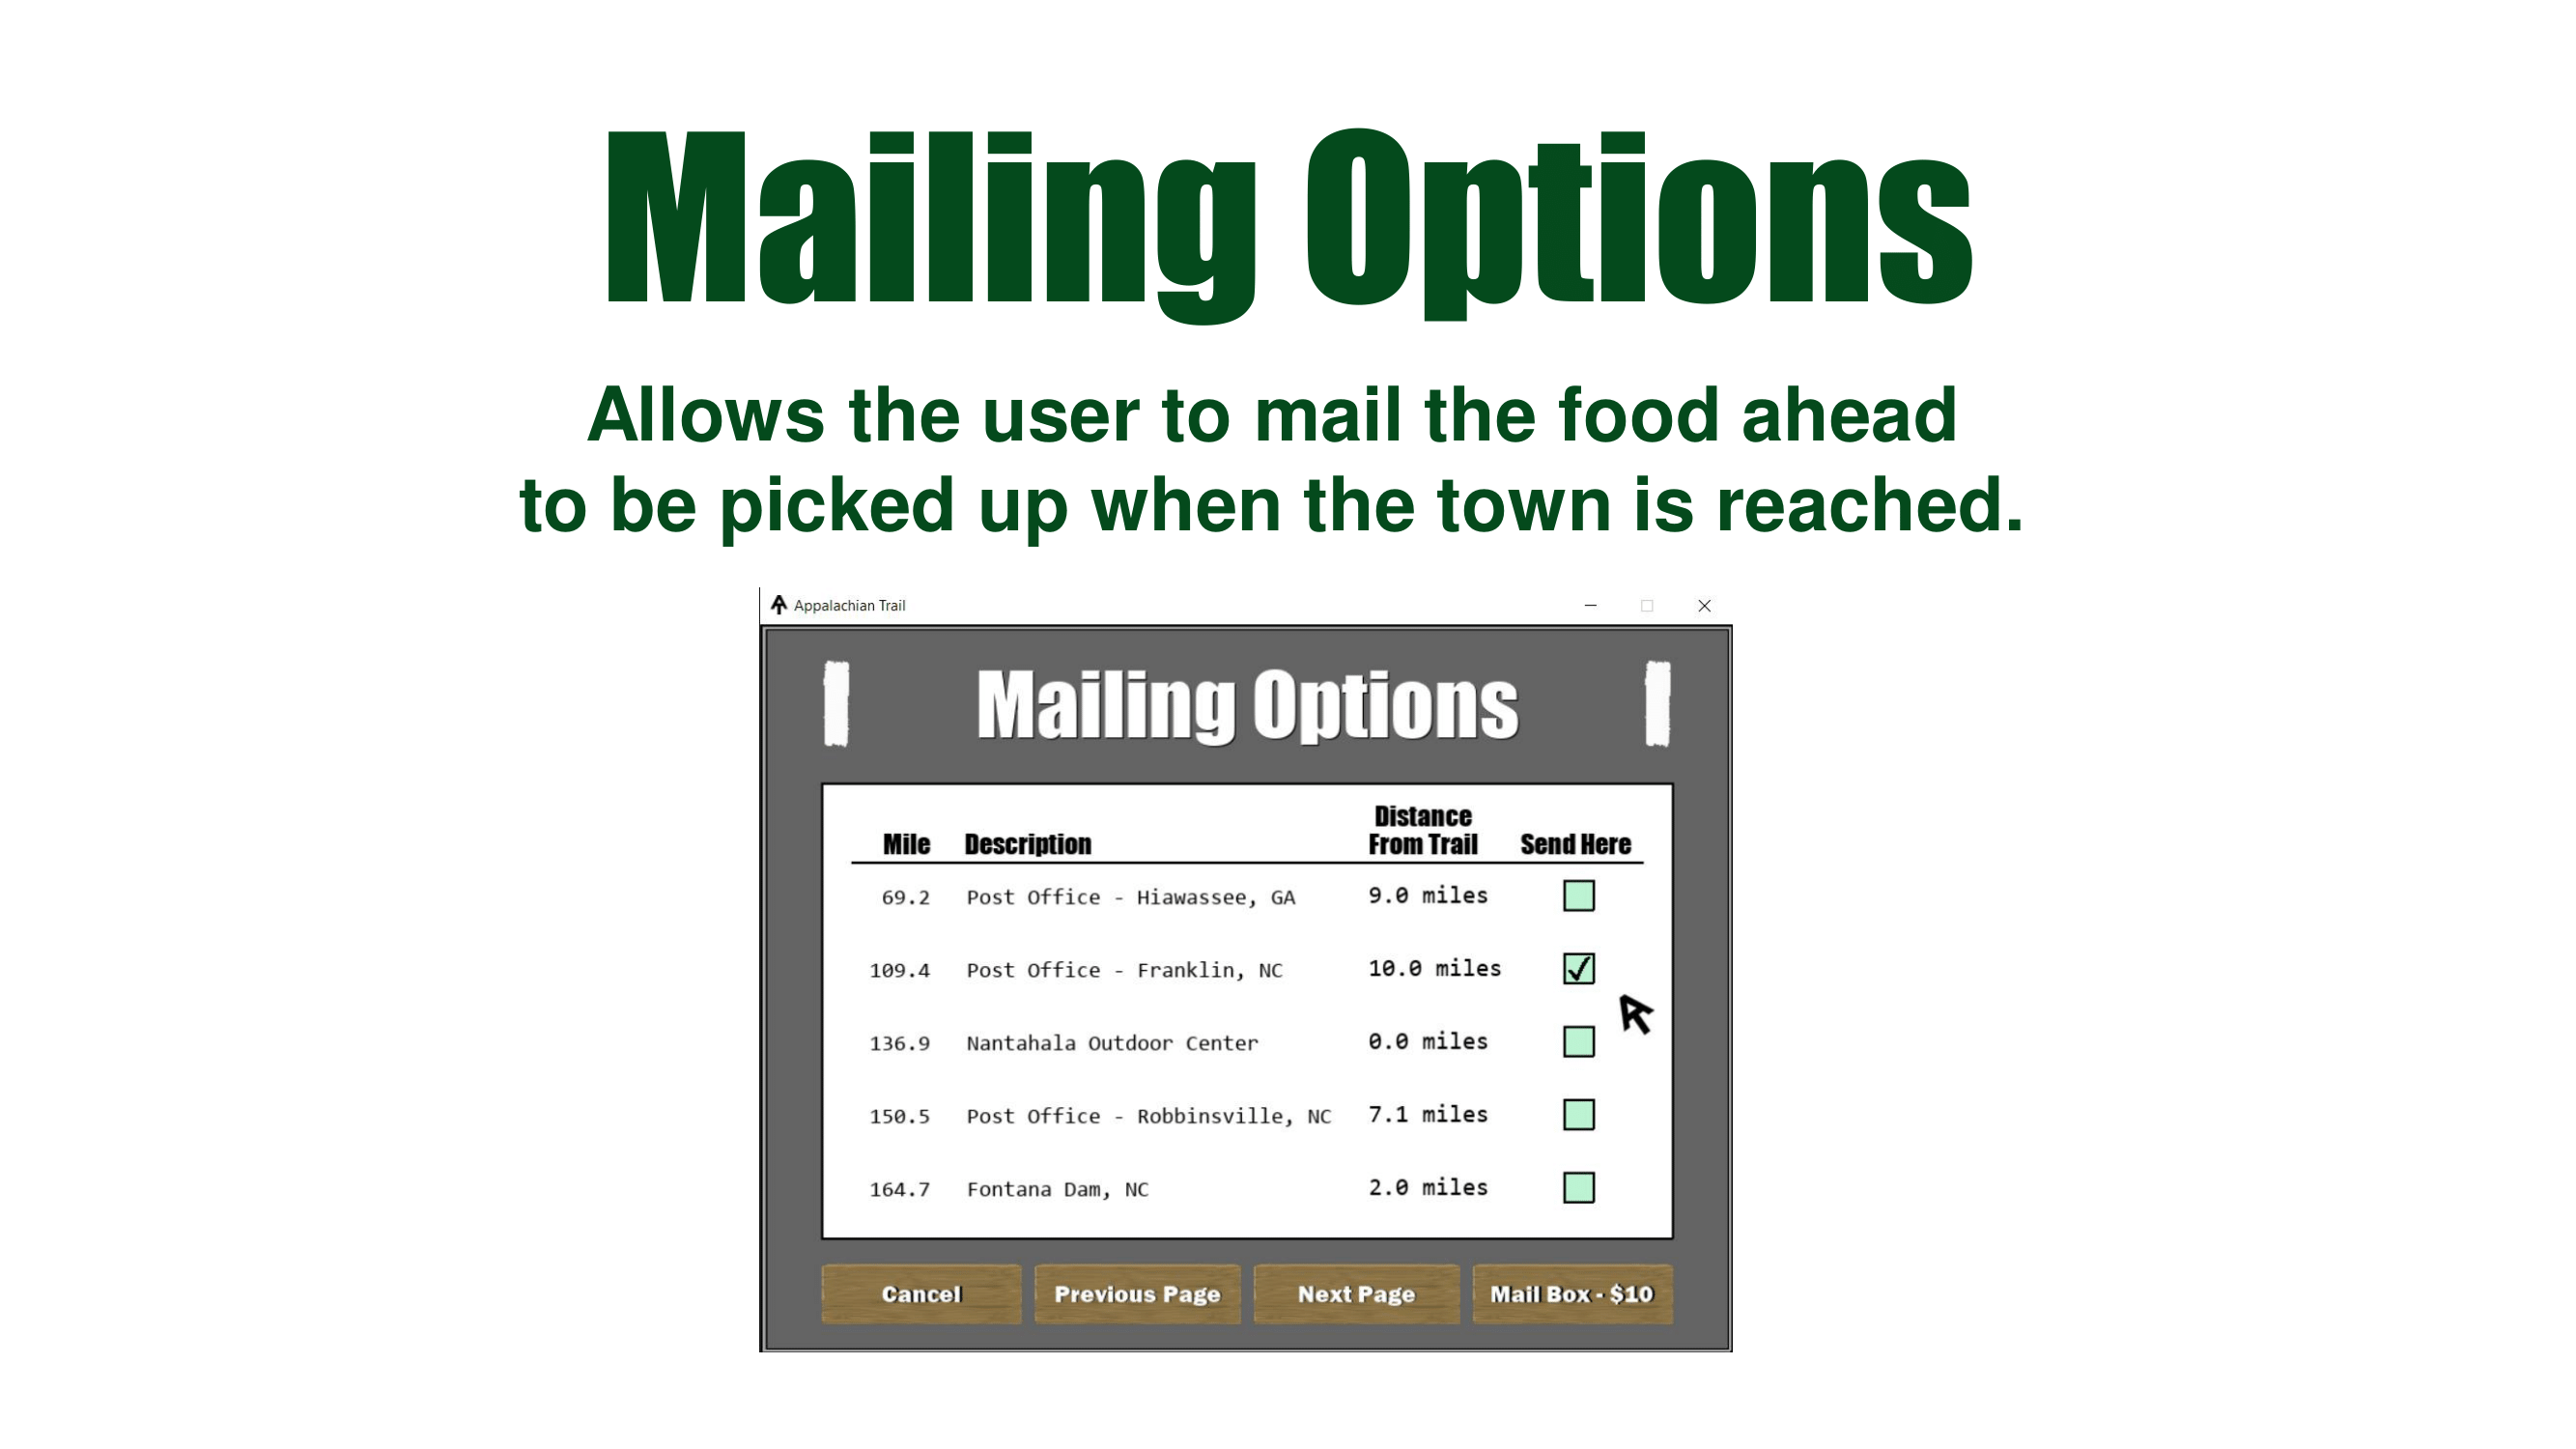 Mailing Options
Allows the user to mail the food ahead
to be picked up when the town is reached.
Appalachian Trail
Mailing Options
Mile Description Distance From Trail Send Here
69.2 Post Office - Hiawassee, GA 9.0 miles
109.4 Post Office - Franklin, NC 10.0 miles
136.9 Nantahala Outdoor Center 0.0 miles
150.5 Post Office - Robbinsville, NC 7.1 miles
164.7 Fontana Dam, NC 2.0 miles
Cancel Previous Page Next Page Mail Box - $10